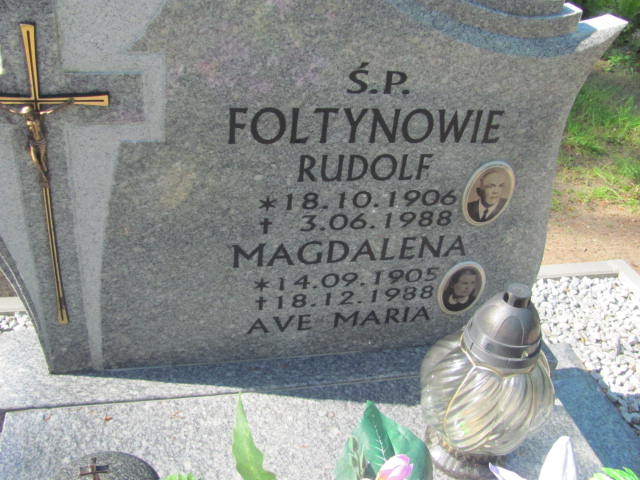 Ś.P.
FOLTYNOWIE
RUDOLF
*18.10.1906
† 3.06.1988
MAGDALENA
*14.09.1905
†18.12.1988
AVE MARIA